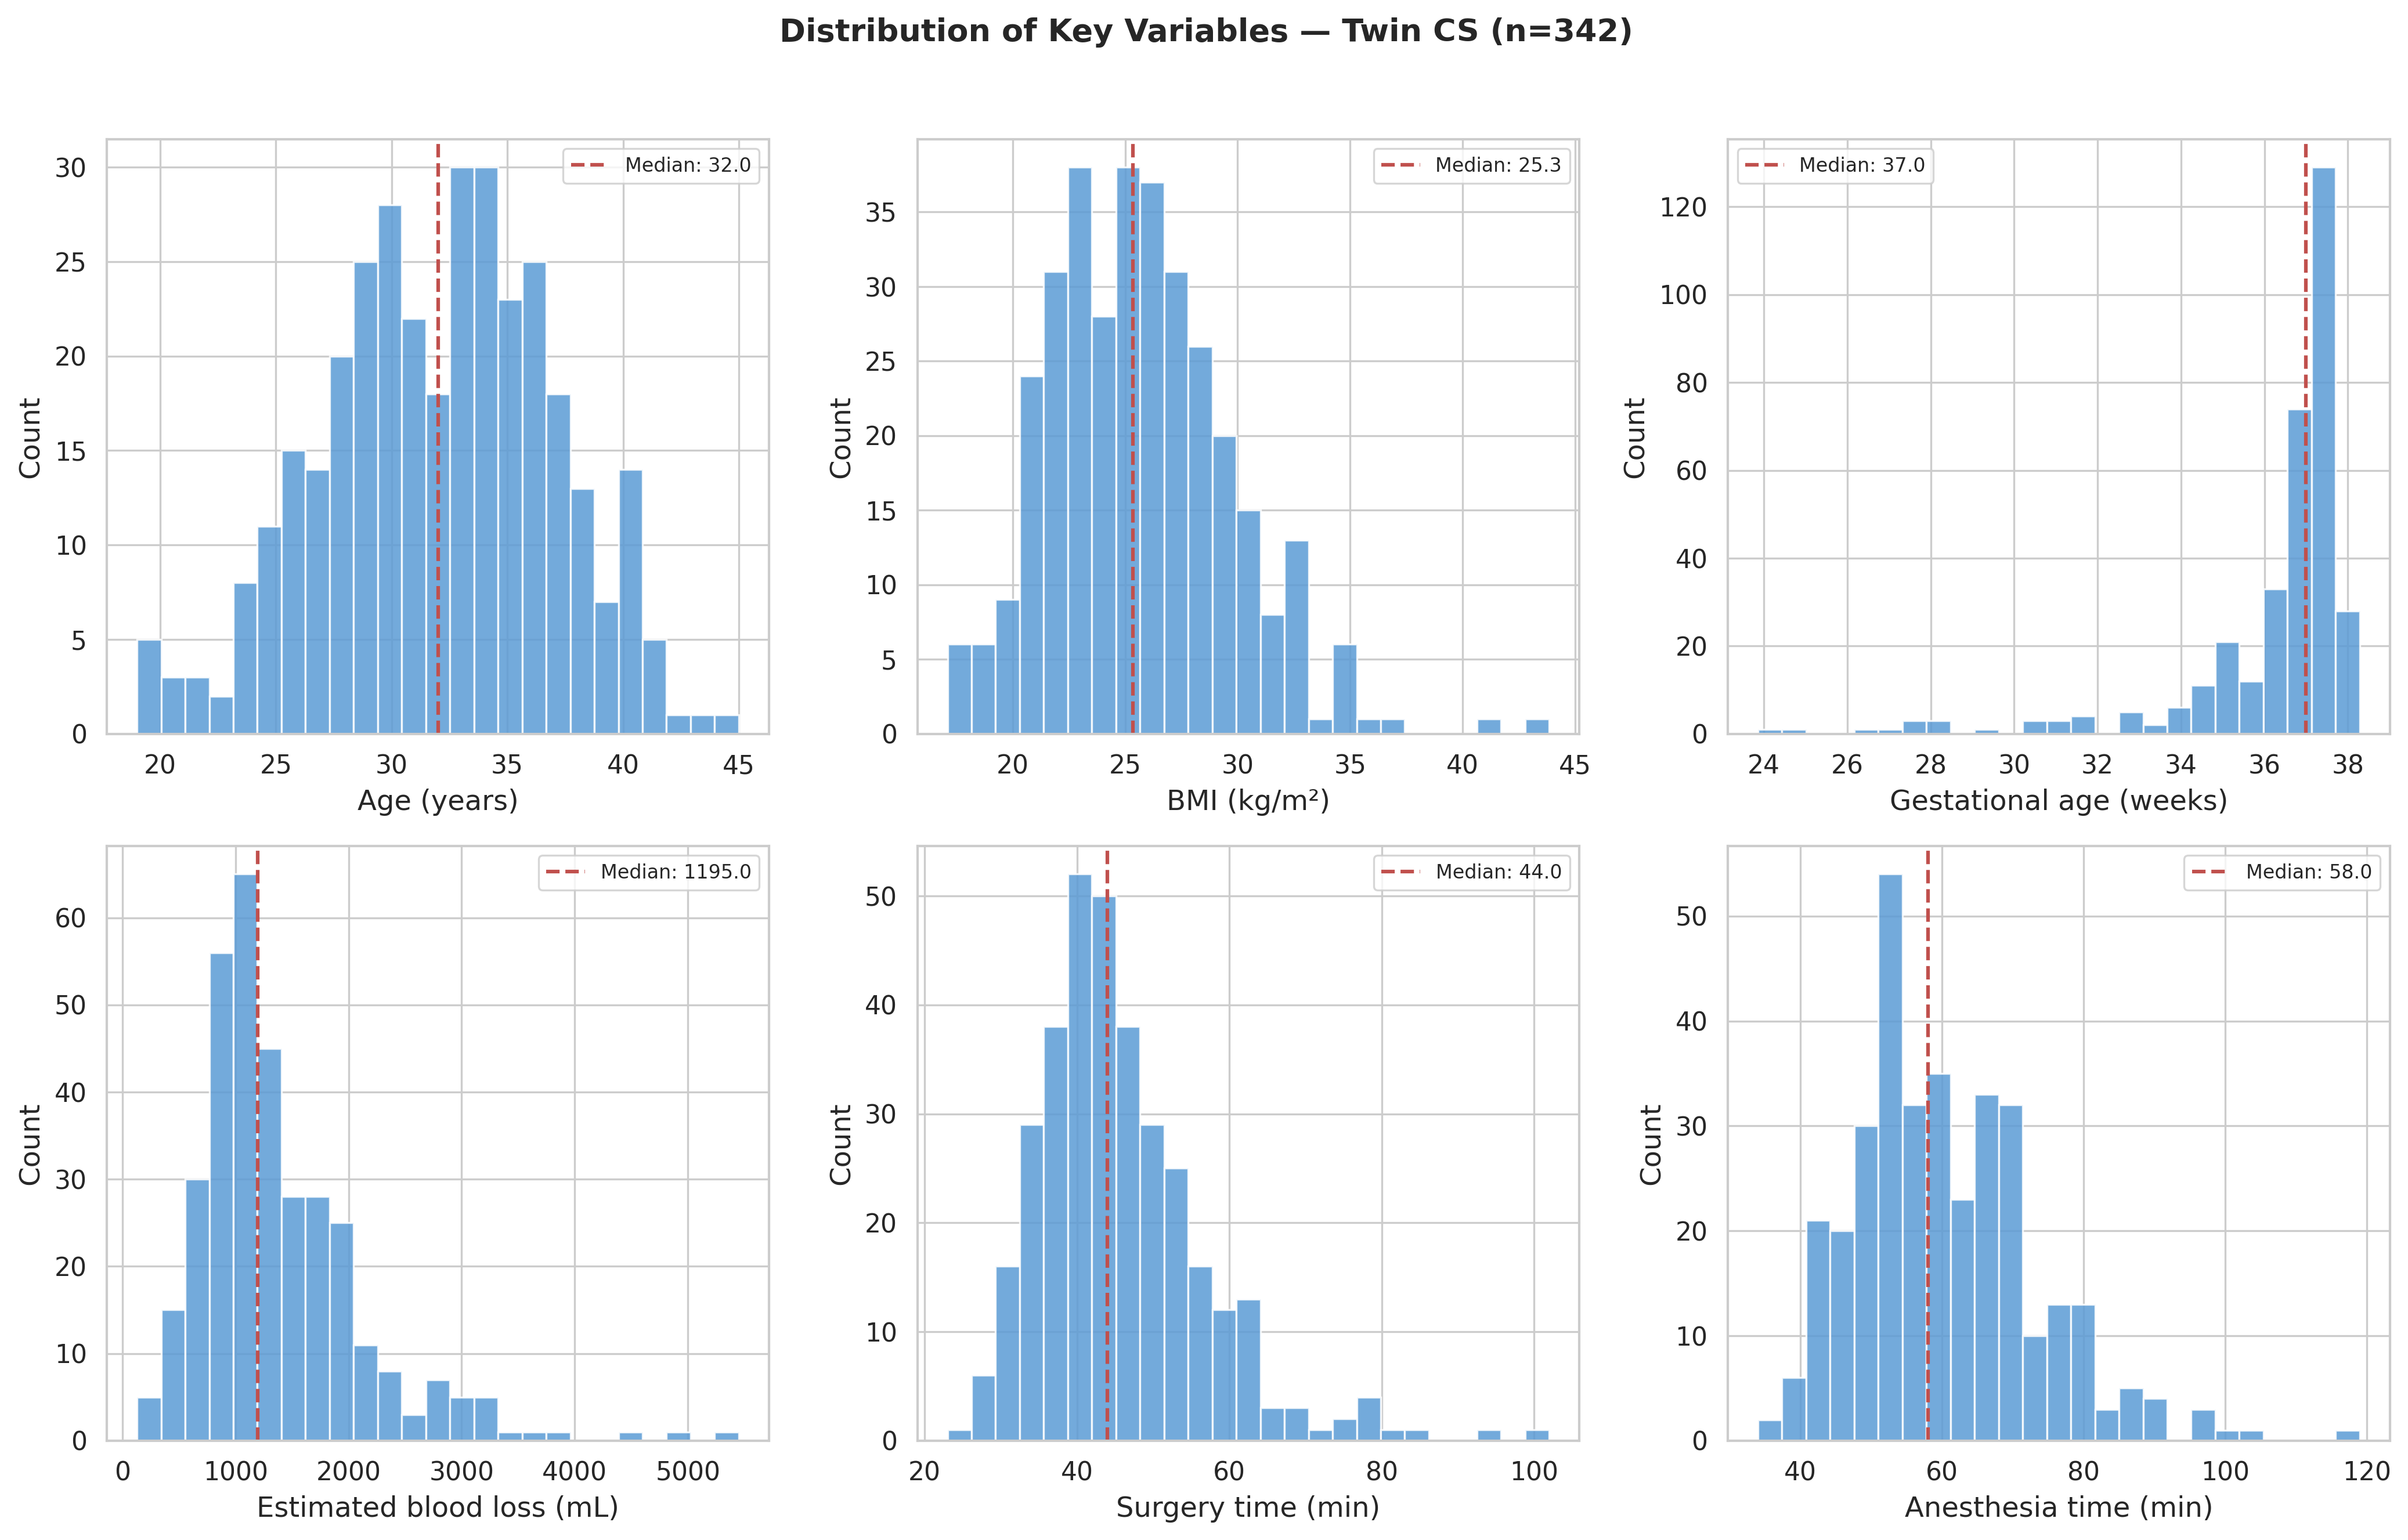 Distribution of Key Variables — Twin CS (n=342)
Median: 32.0
30
25
20
15
10
5
0
Count
20 25 30 35 40 45
Age (years)
Median: 25.3
35
30
25
20
15
10
5
0
Count
20 25 30 35 40 45
BMI (kg/m²)
Median: 37.0
120
100
80
60
40
20
0
Count
24 26 28 30 32 34 36 38
Gestational age (weeks)
Median: 1195.0
60
50
40
30
20
10
0
Count
0 1000 2000 3000 4000 5000
Estimated blood loss (mL)
Median: 44.0
50
40
30
20
10
0
Count
20 40 60 80 100
Surgery time (min)
Median: 58.0
50
40
30
20
10
0
Count
40 60 80 100 120
Anesthesia time (min)